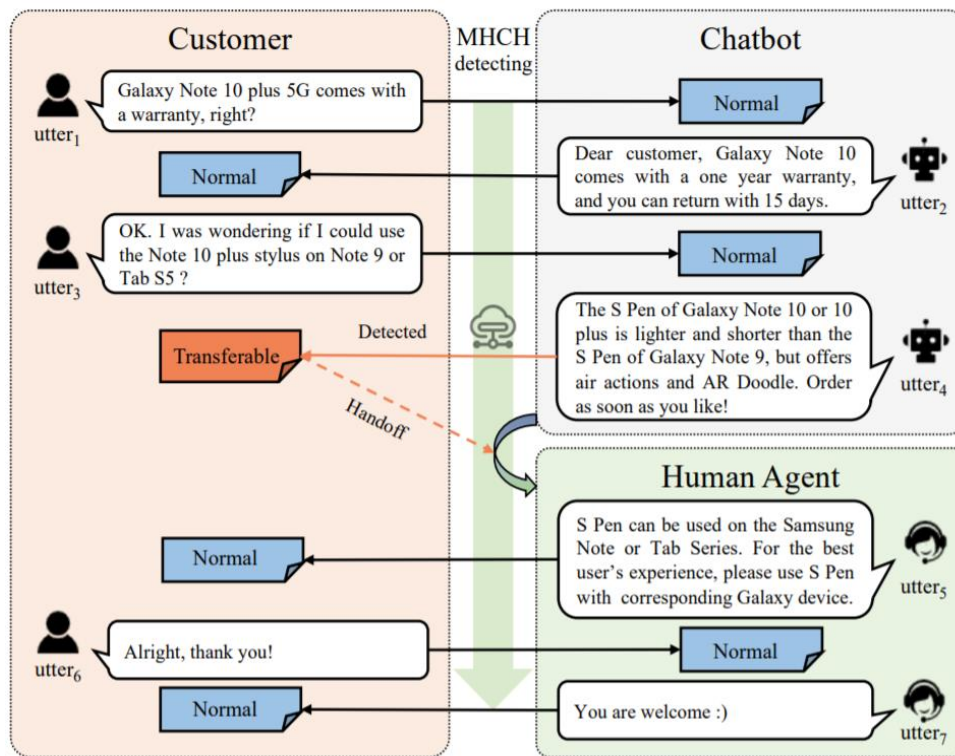 Customer
MHCH
detecting
Chatbot
Galaxy Note 10 plus 5G comes with
a warranty, right?
utter1
Normal
Normal
Dear customer, Galaxy Note 10
comes with a one year warranty,
and you can return with 15 days.
utter2
OK. I was wondering if I could use
the Note 10 plus stylus on Note 9 or
Tab S5 ?
utter3
Normal
Transferable
Detected
Handoff
The S Pen of Galaxy Note 10 or 10
plus is lighter and shorter than the
S Pen of Galaxy Note 9, but offers
air actions and AR Doodle. Order
as soon as you like!
utter4
Human Agent
Normal
S Pen can be used on the Samsung
Note or Tab Series. For the best
user's experience, please use S Pen
with corresponding Galaxy device.
utter5
Alright, thank you!
utter6
Normal
Normal
You are welcome :)
utter7